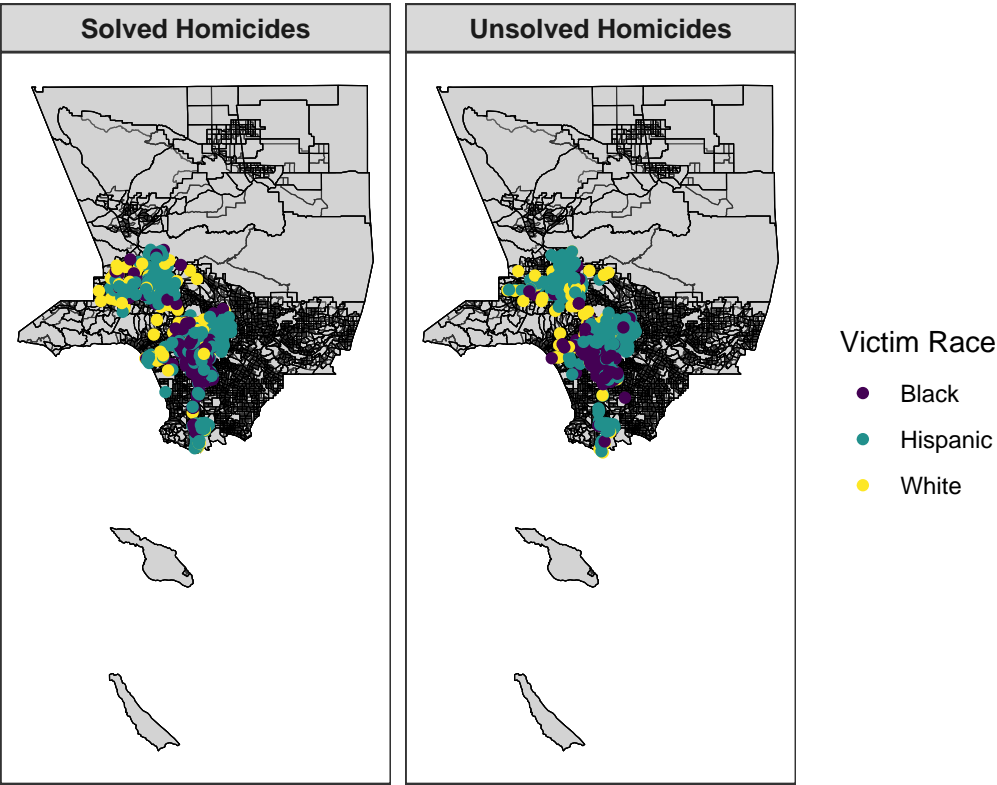 Solved Homicides
Unsolved Homicides
Victim Race
Black
Hispanic
White